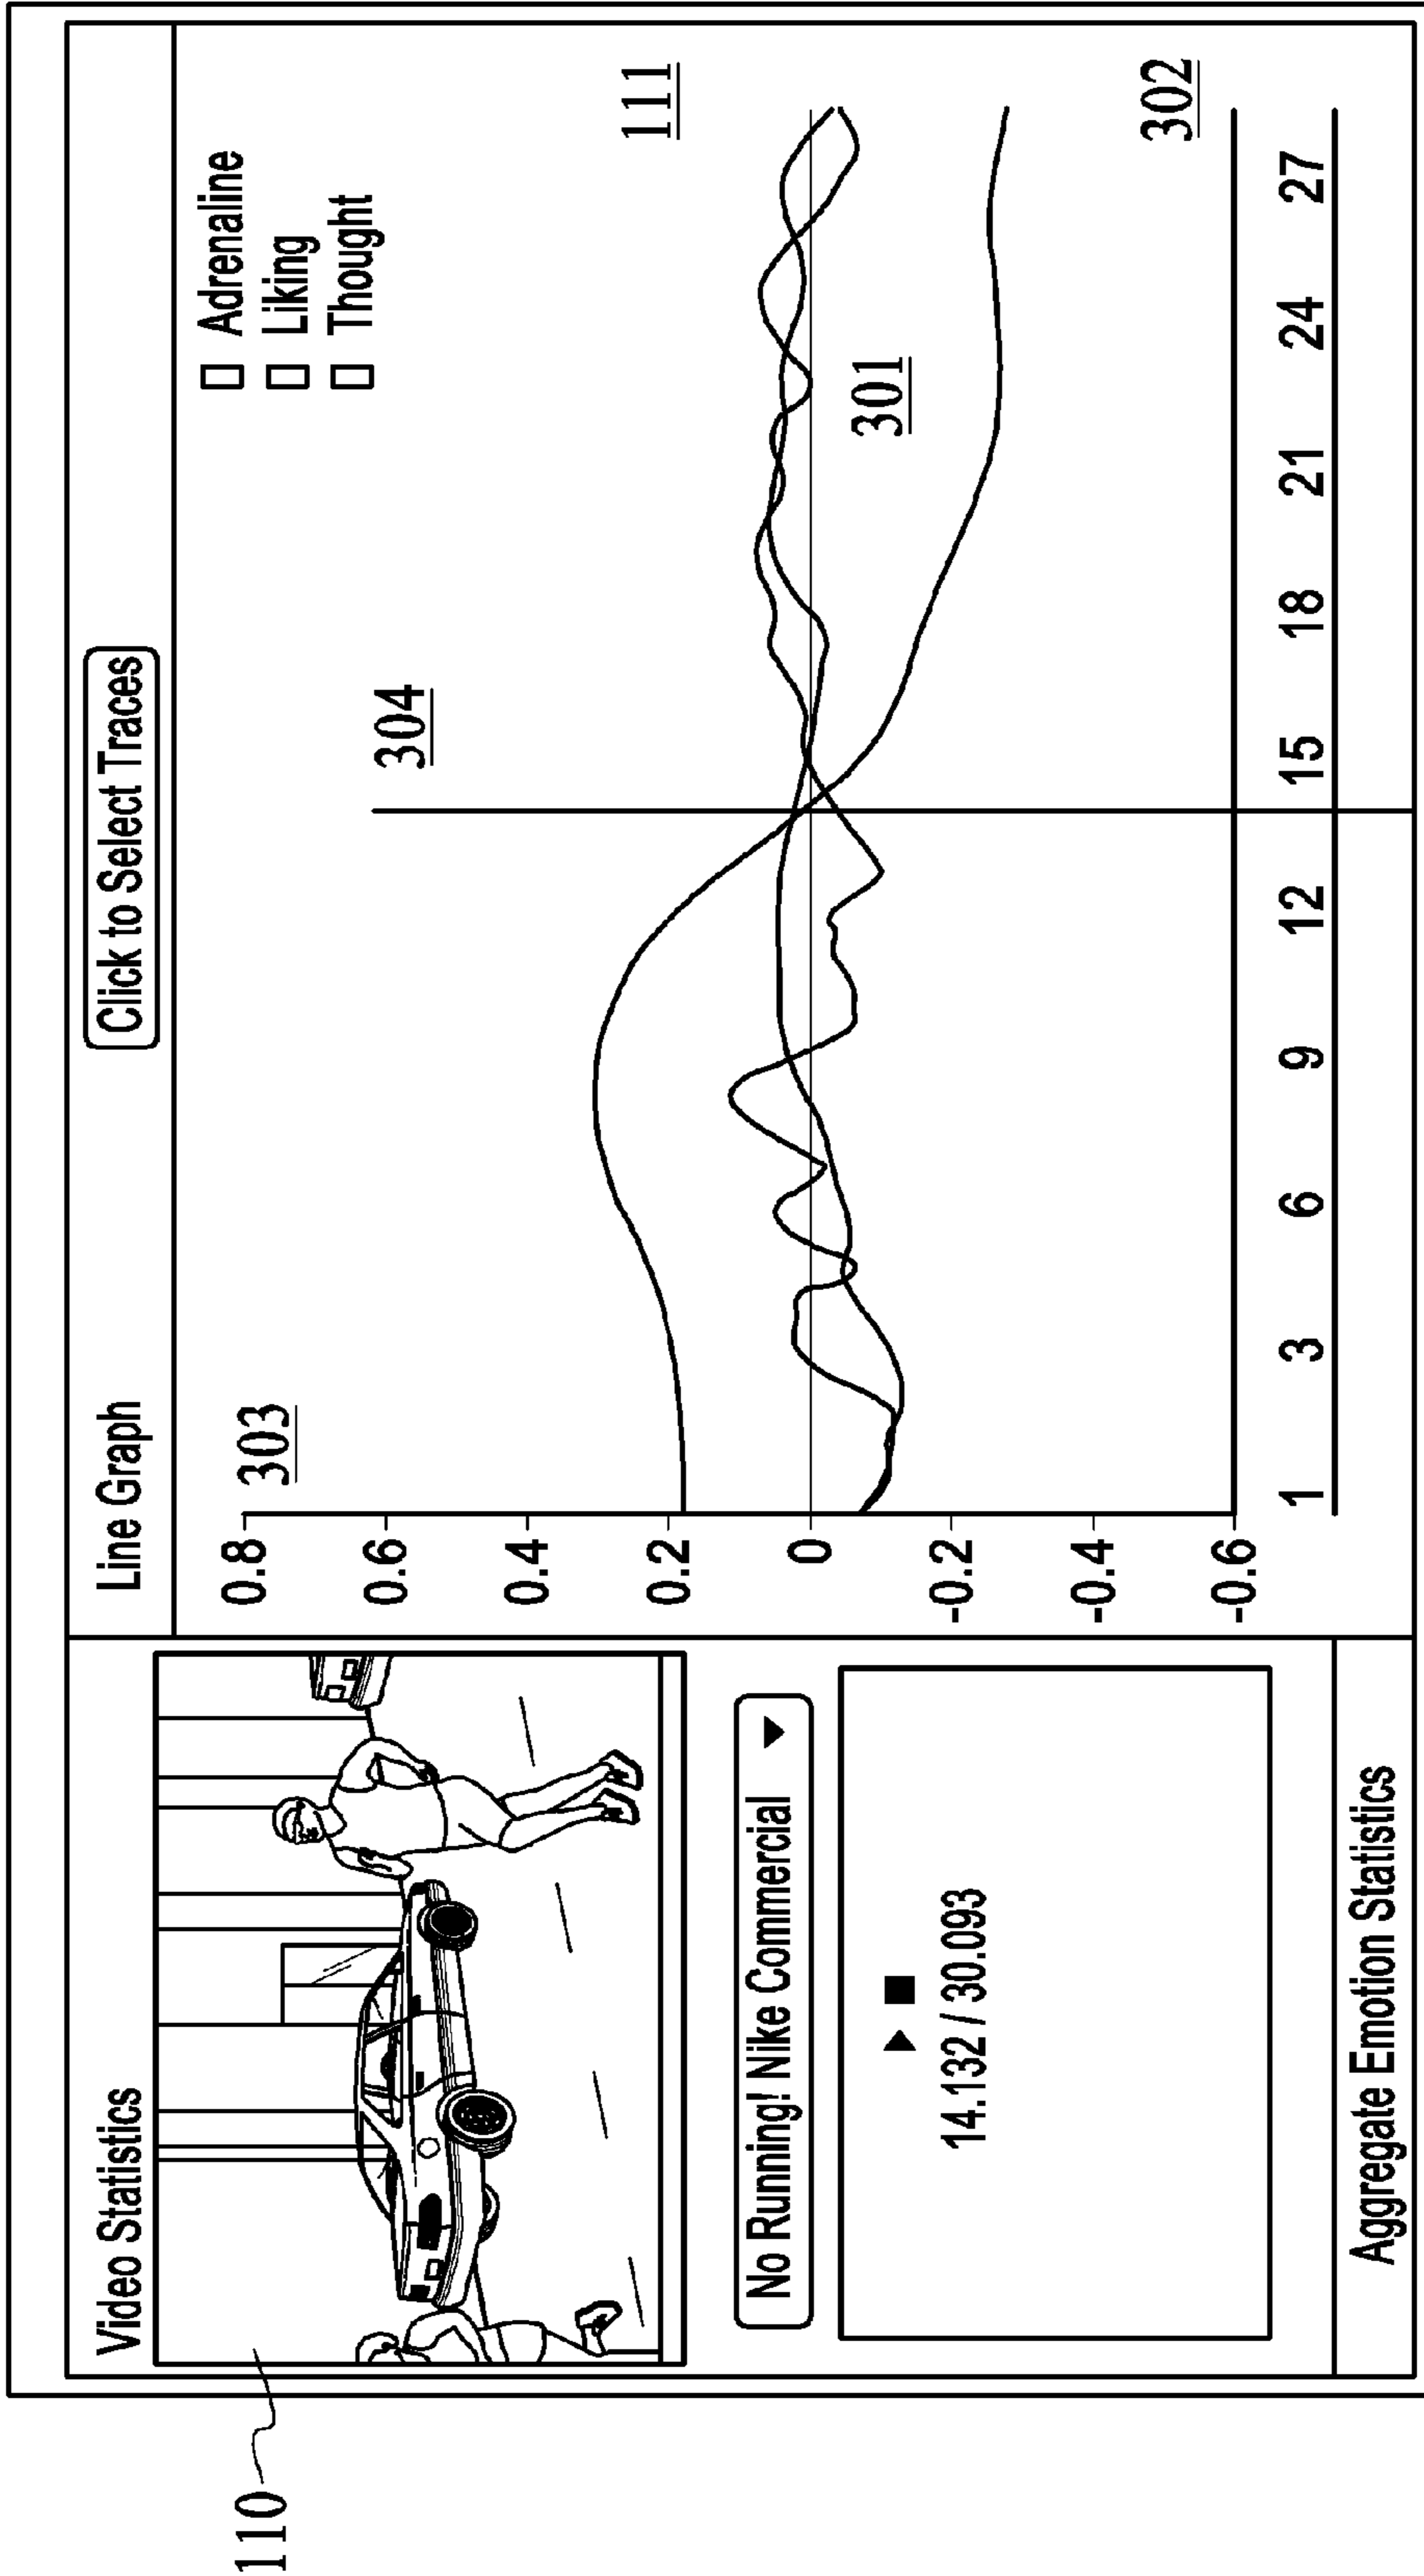 110
Video Statistics
No Running! Nike Commercial
14.132 / 30.093
Line Graph
Click to Select Traces
Adrenaline
Liking
Thought
303
304
111
301
302
0.8
0.6
0.4
0.2
0
-0.2
-0.4
-0.6
1 3 6 9 12 15 18 21 24 27
Aggregate Emotion Statistics